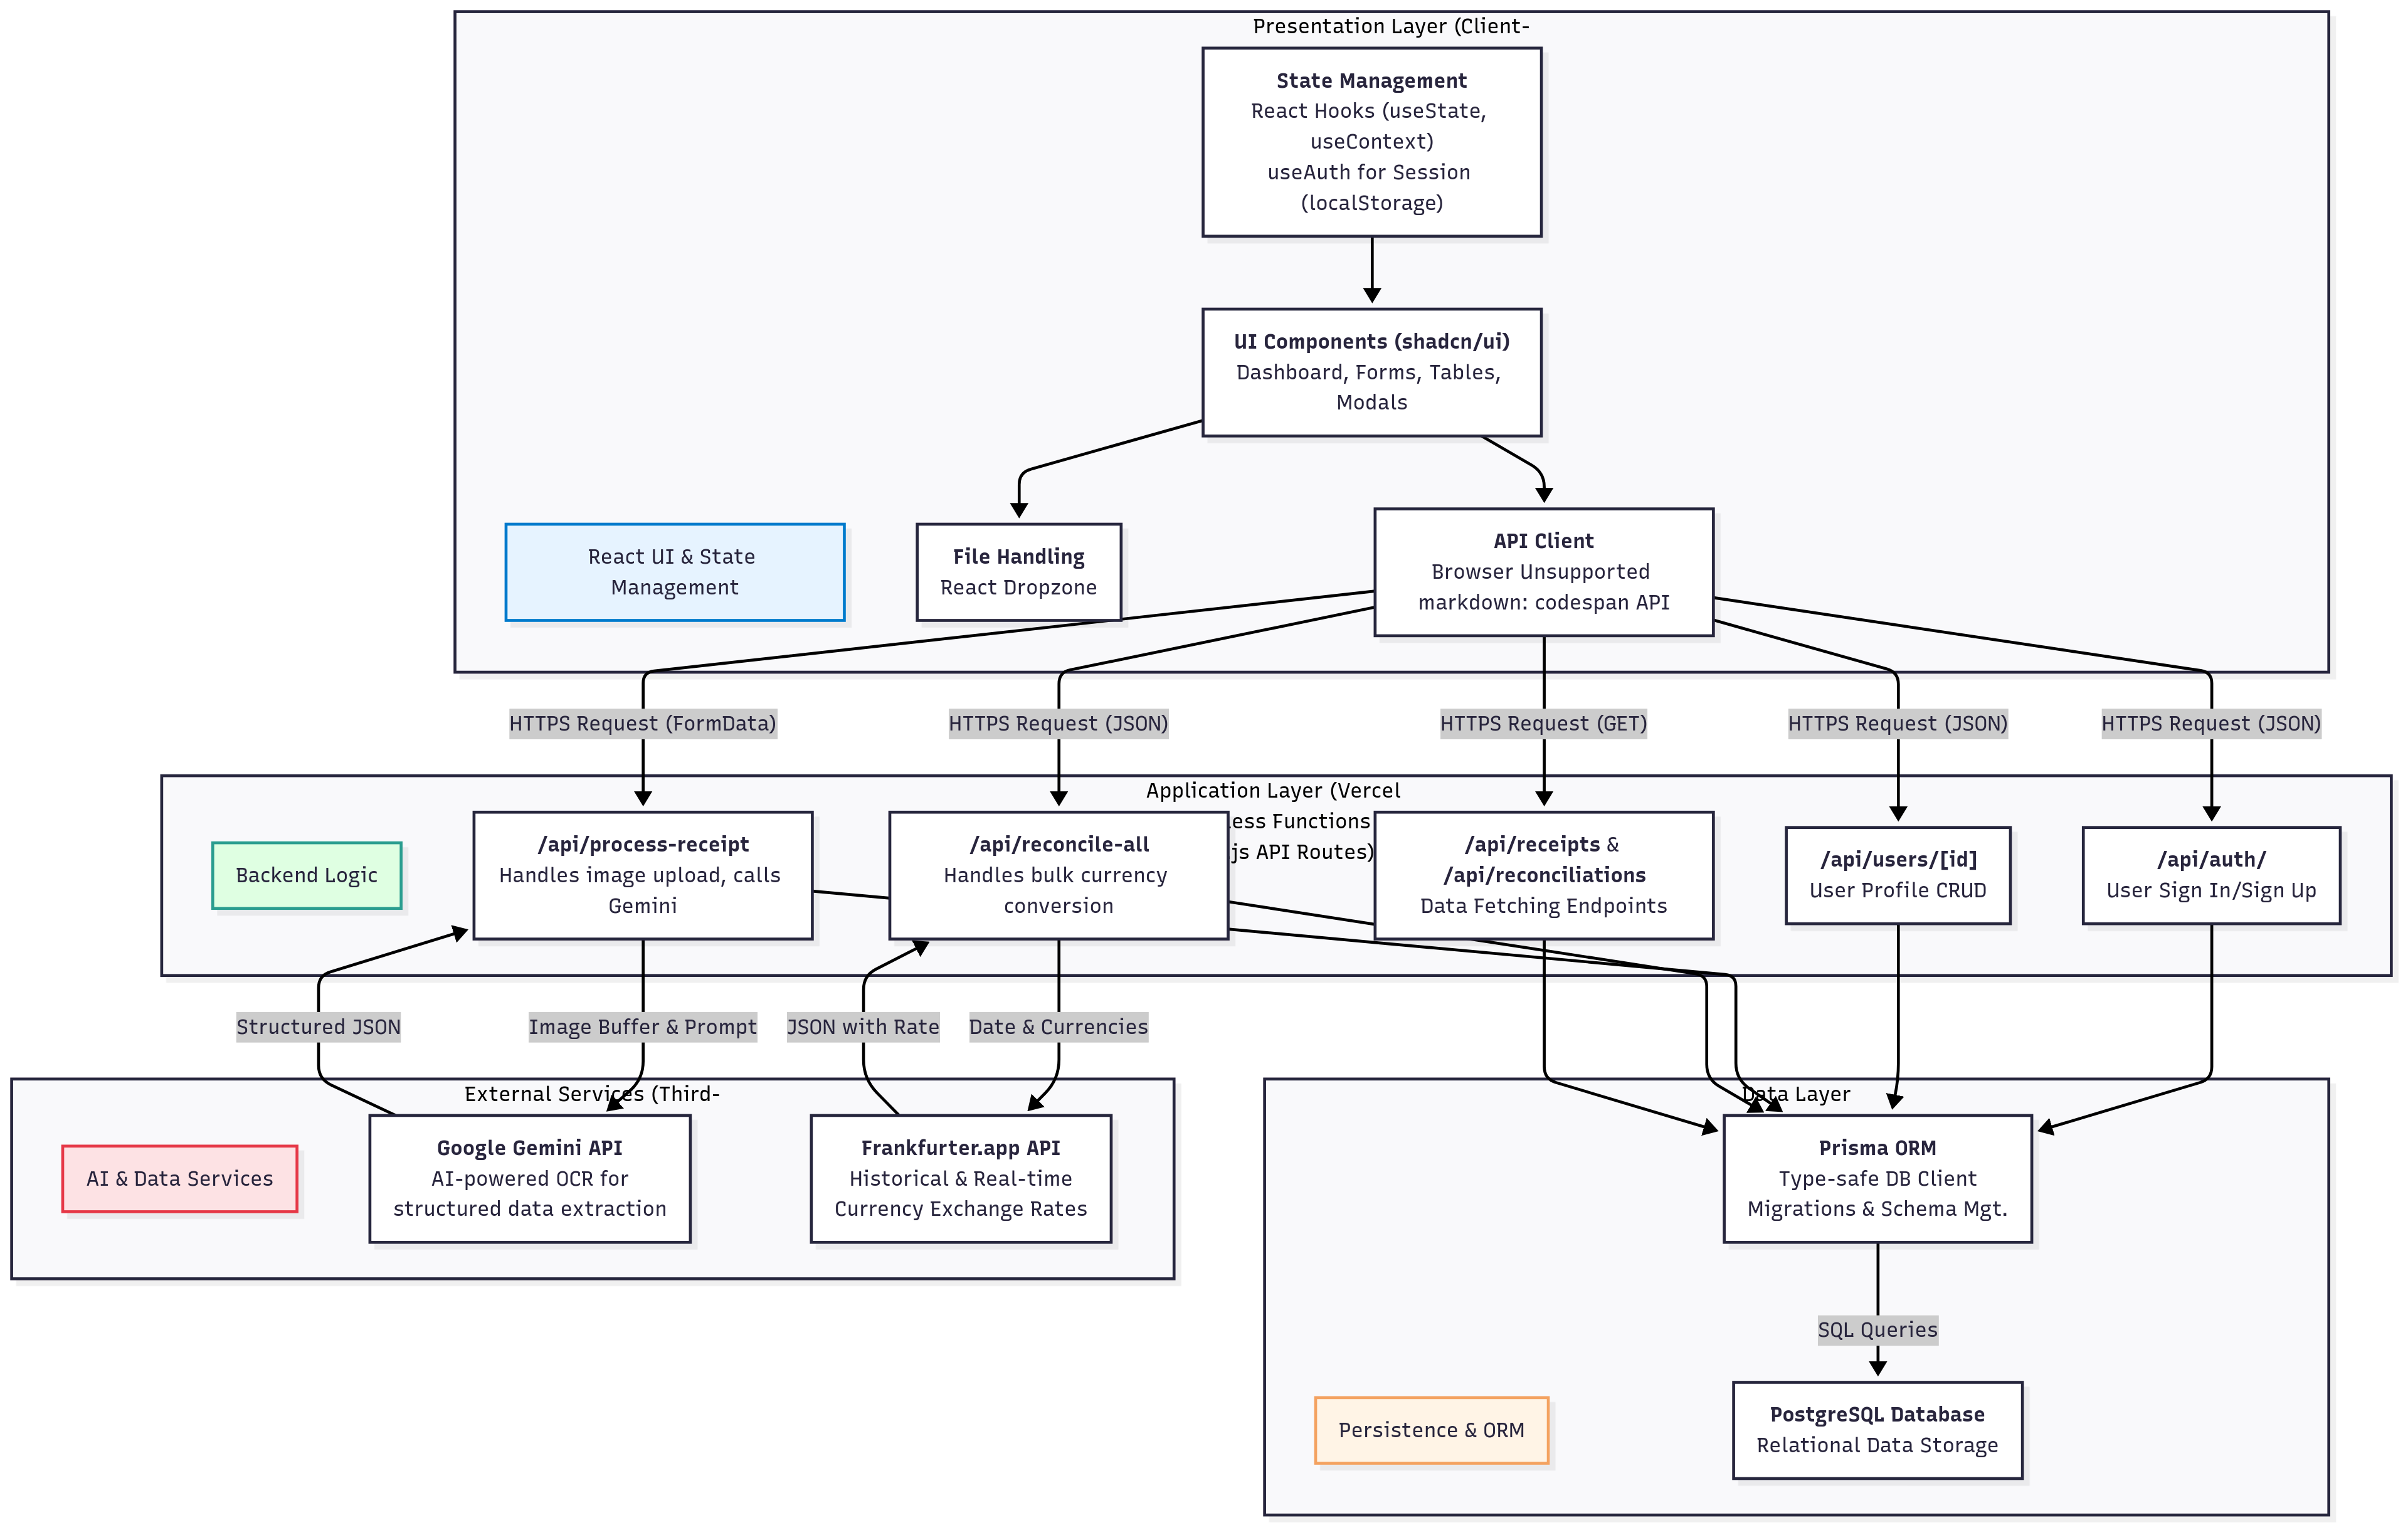 Presentation Layer (Client-
State Management
React Hooks (useState,
useContext)
useAuth for Session
(localStorage)
UI Components (shadcn/ui)
Dashboard, Forms, Tables,
Modals
React UI & State
Management
File Handling
React Dropzone
API Client
Browser Unsupported
markdown: codespan API
HTTPS Request (FormData)
HTTPS Request (JSON)
HTTPS Request (GET)
HTTPS Request (JSON)
HTTPS Request (JSON)
Application Layer (Vercel
Functions
js API Routes)
Backend Logic
/api/process-receipt
Handles image upload, calls
Gemini
/api/reconcile-all
Handles bulk currency
conversion
/api/receipts &
/api/reconciliations
Data Fetching Endpoints
/api/users/[id]
User Profile CRUD
/api/auth/
User Sign In/Sign Up
Structured JSON
Image Buffer & Prompt
JSON with Rate
Date & Currencies
External Services (Third-
AI & Data Services
Google Gemini API
AI-powered OCR for
structured data extraction
Frankfurter.app API
Historical & Real-time
Currency Exchange Rates
Data Layer
Prisma ORM
Type-safe DB Client
Migrations & Schema Mgt.
SQL Queries
Persistence & ORM
PostgreSQL Database
Relational Data Storage